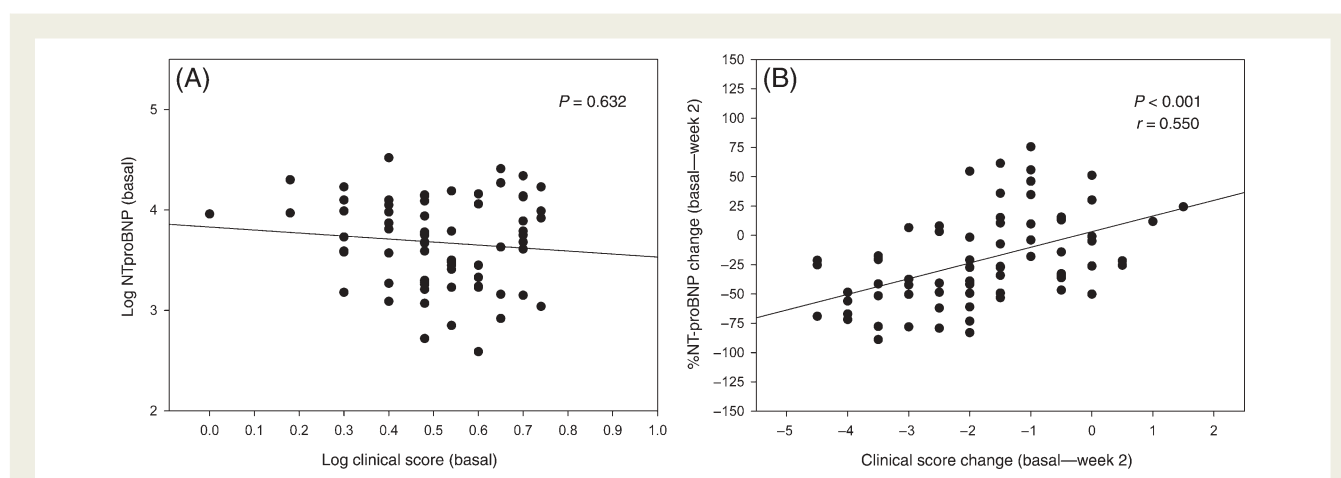 (A)
P = 0.632
Log NTproBNP (basal)
5
4
3
2
0.0 0.1 0.2 0.3 0.4 0.5 0.6 0.7 0.8 0.9 1.0
Log clinical score (basal)
(B)
P < 0.001
r = 0.550
%NT-proBNP change (basal—week 2)
150
125
100
75
50
25
0
−25
−50
−75
−100
−125
−150
−5 −4 −3 −2 −1 0 1 2
Clinical score change (basal—week 2)